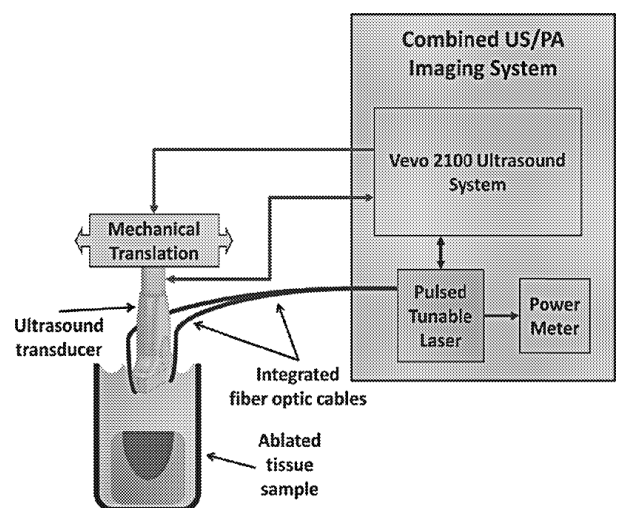 Combined US/PA
Imaging System
Vevo 2100 Ultrasound
System
Mechanical
Translation
Pulsed
Tunable
Laser
Power
Meter
Ultrasound
transducer
Integrated
fiber optic cables
Ablated
tissue
sample